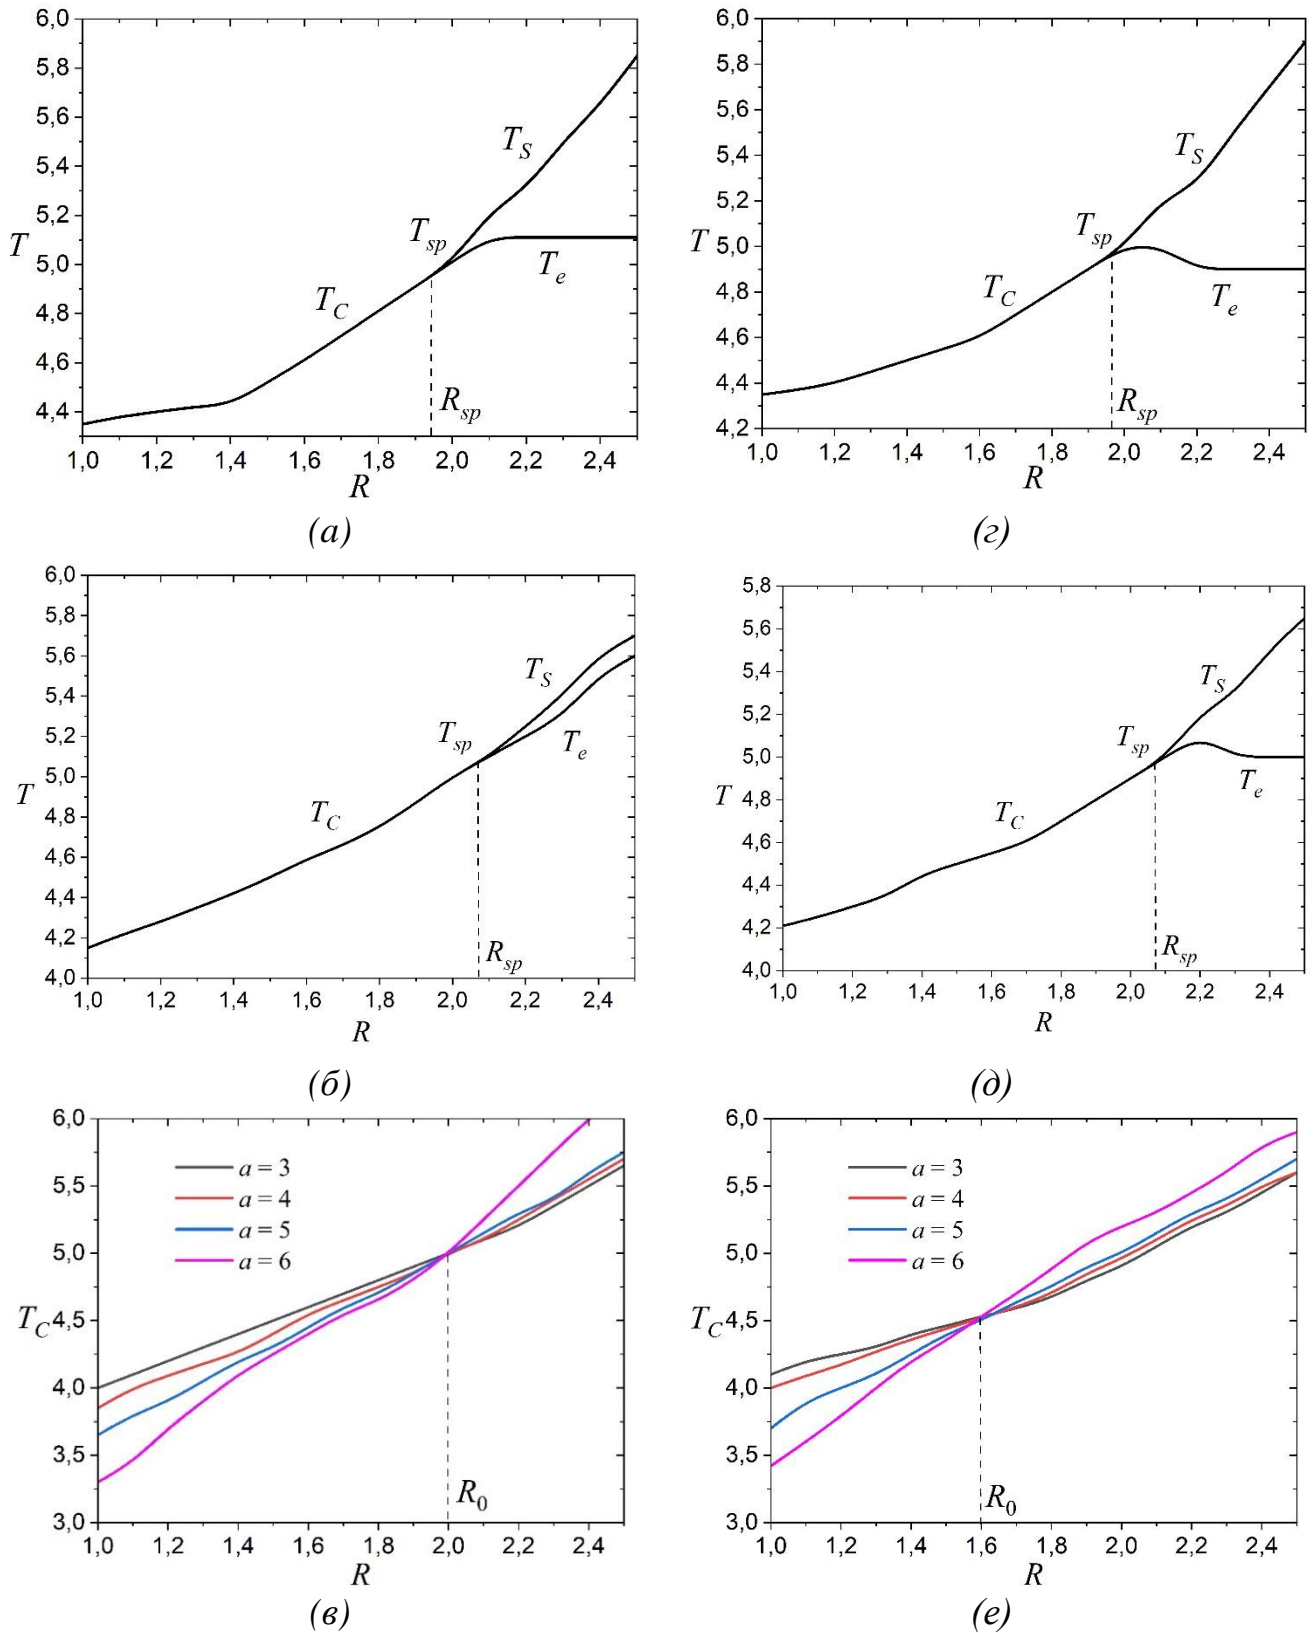 6,0
5,8
5,6
5,4
5,2
5,0
4,8
4,6
4,4
T
T_S
T_sp
T_e
T_C
R_sp
1,0 1,2 1,4 1,6 1,8 2,0 2,2 2,4
R
(а)
6,0
5,8
5,6
5,4
5,2
5,0
4,8
4,6
4,4
4,2
T
T_S
T_sp
T_C
T_e
R_sp
1,0 1,2 1,4 1,6 1,8 2,0 2,2 2,4
R
(г)
6,0
5,8
5,6
5,4
5,2
5,0
4,8
4,6
4,4
4,2
4,0
T
T_S
T_sp
T_e
T_C
R_sp
1,0 1,2 1,4 1,6 1,8 2,0 2,2 2,4
R
(б)
5,8
5,6
5,4
5,2
5,0
4,8
4,6
4,4
4,2
4,0
T
T_S
T_sp
T_e
T_C
R_sp
1,0 1,2 1,4 1,6 1,8 2,0 2,2 2,4
R
(д)
6,0
5,5
5,0
4,5
4,0
3,5
3,0
T_C
a = 3
a = 4
a = 5
a = 6
R_0
1,0 1,2 1,4 1,6 1,8 2,0 2,2 2,4
R
(в)
6,0
5,5
5,0
4,5
4,0
3,5
3,0
T_C
a = 3
a = 4
a = 5
a = 6
R_0
1,0 1,2 1,4 1,6 1,8 2,0 2,2 2,4
R
(е)